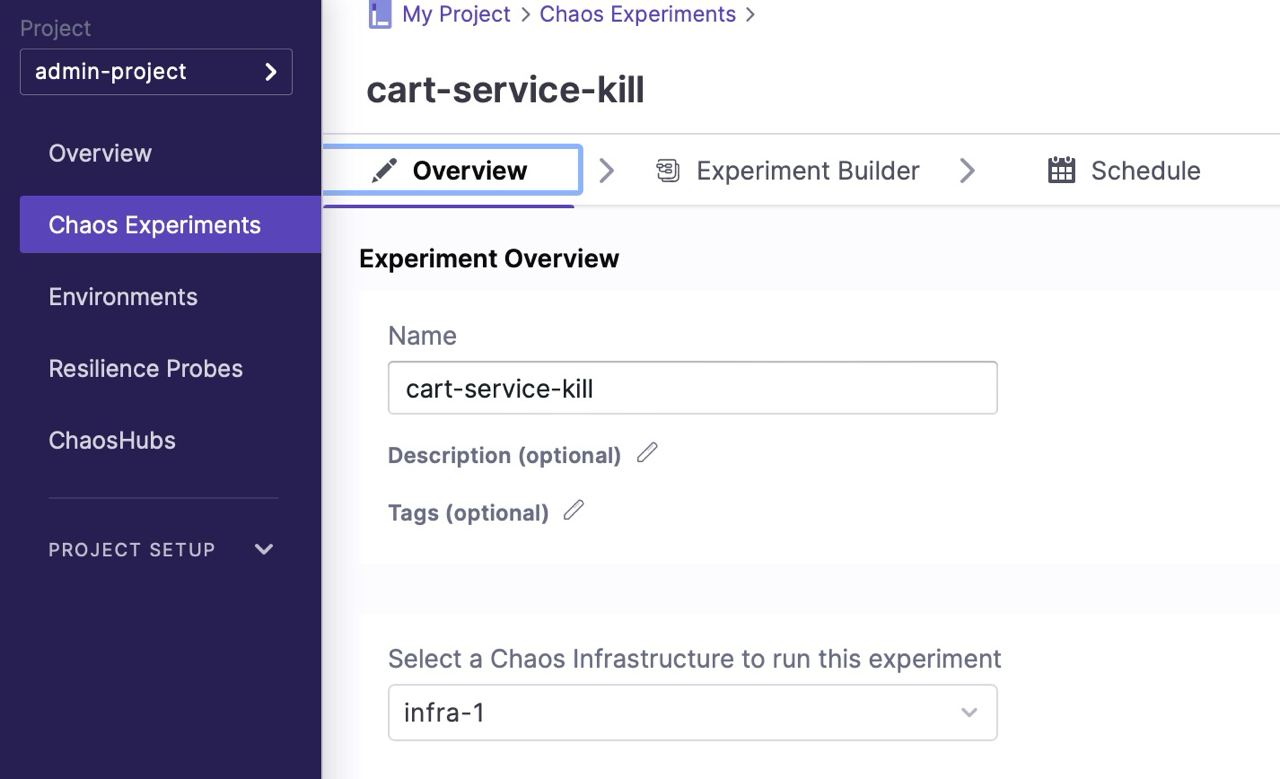 Project
admin-project
Overview
Chaos Experiments
Environments
Resilience Probes
ChaosHubs
PROJECT SETUP
My Project > Chaos Experiments >
cart-service-kill
Overview > Experiment Builder > Schedule
Experiment Overview
Name
cart-service-kill
Description (optional)
Tags (optional)
Select a Chaos Infrastructure to run this experiment
infra-1